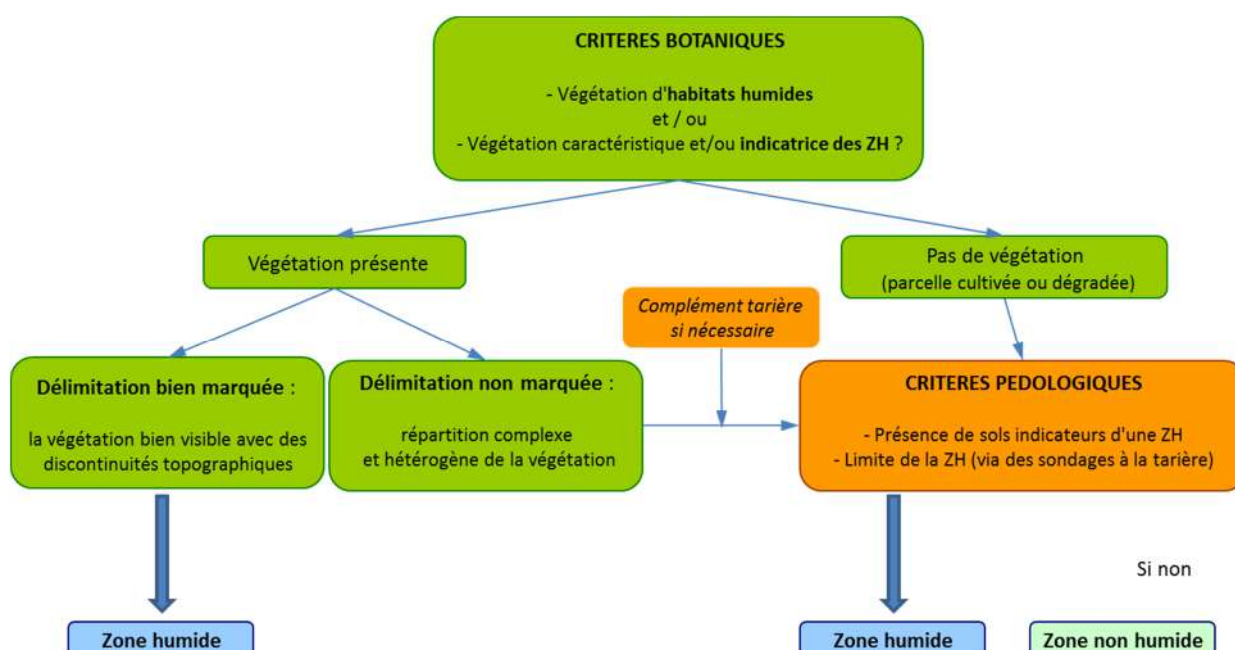 CRITERES BOTANIQUES
- Végétation d'habitats humides
et / ou
- Végétation caractéristique et/ou indicatrice des ZH ?
Végétation présente
Pas de végétation
(parcelle cultivée ou dégradée)
Complément tarière
si nécessaire
Délimitation bien marquée :
la végétation bien visible avec des
discontinuités topographiques
Délimitation non marquée :
répartition complexe
et hétérogène de la végétation
CRITERES PEDOLOGIQUES
- Présence de sols indicateurs d'une ZH
- Limite de la ZH (via des sondages à la tarière)
Si non
Zone humide
Zone humide
Zone non humide